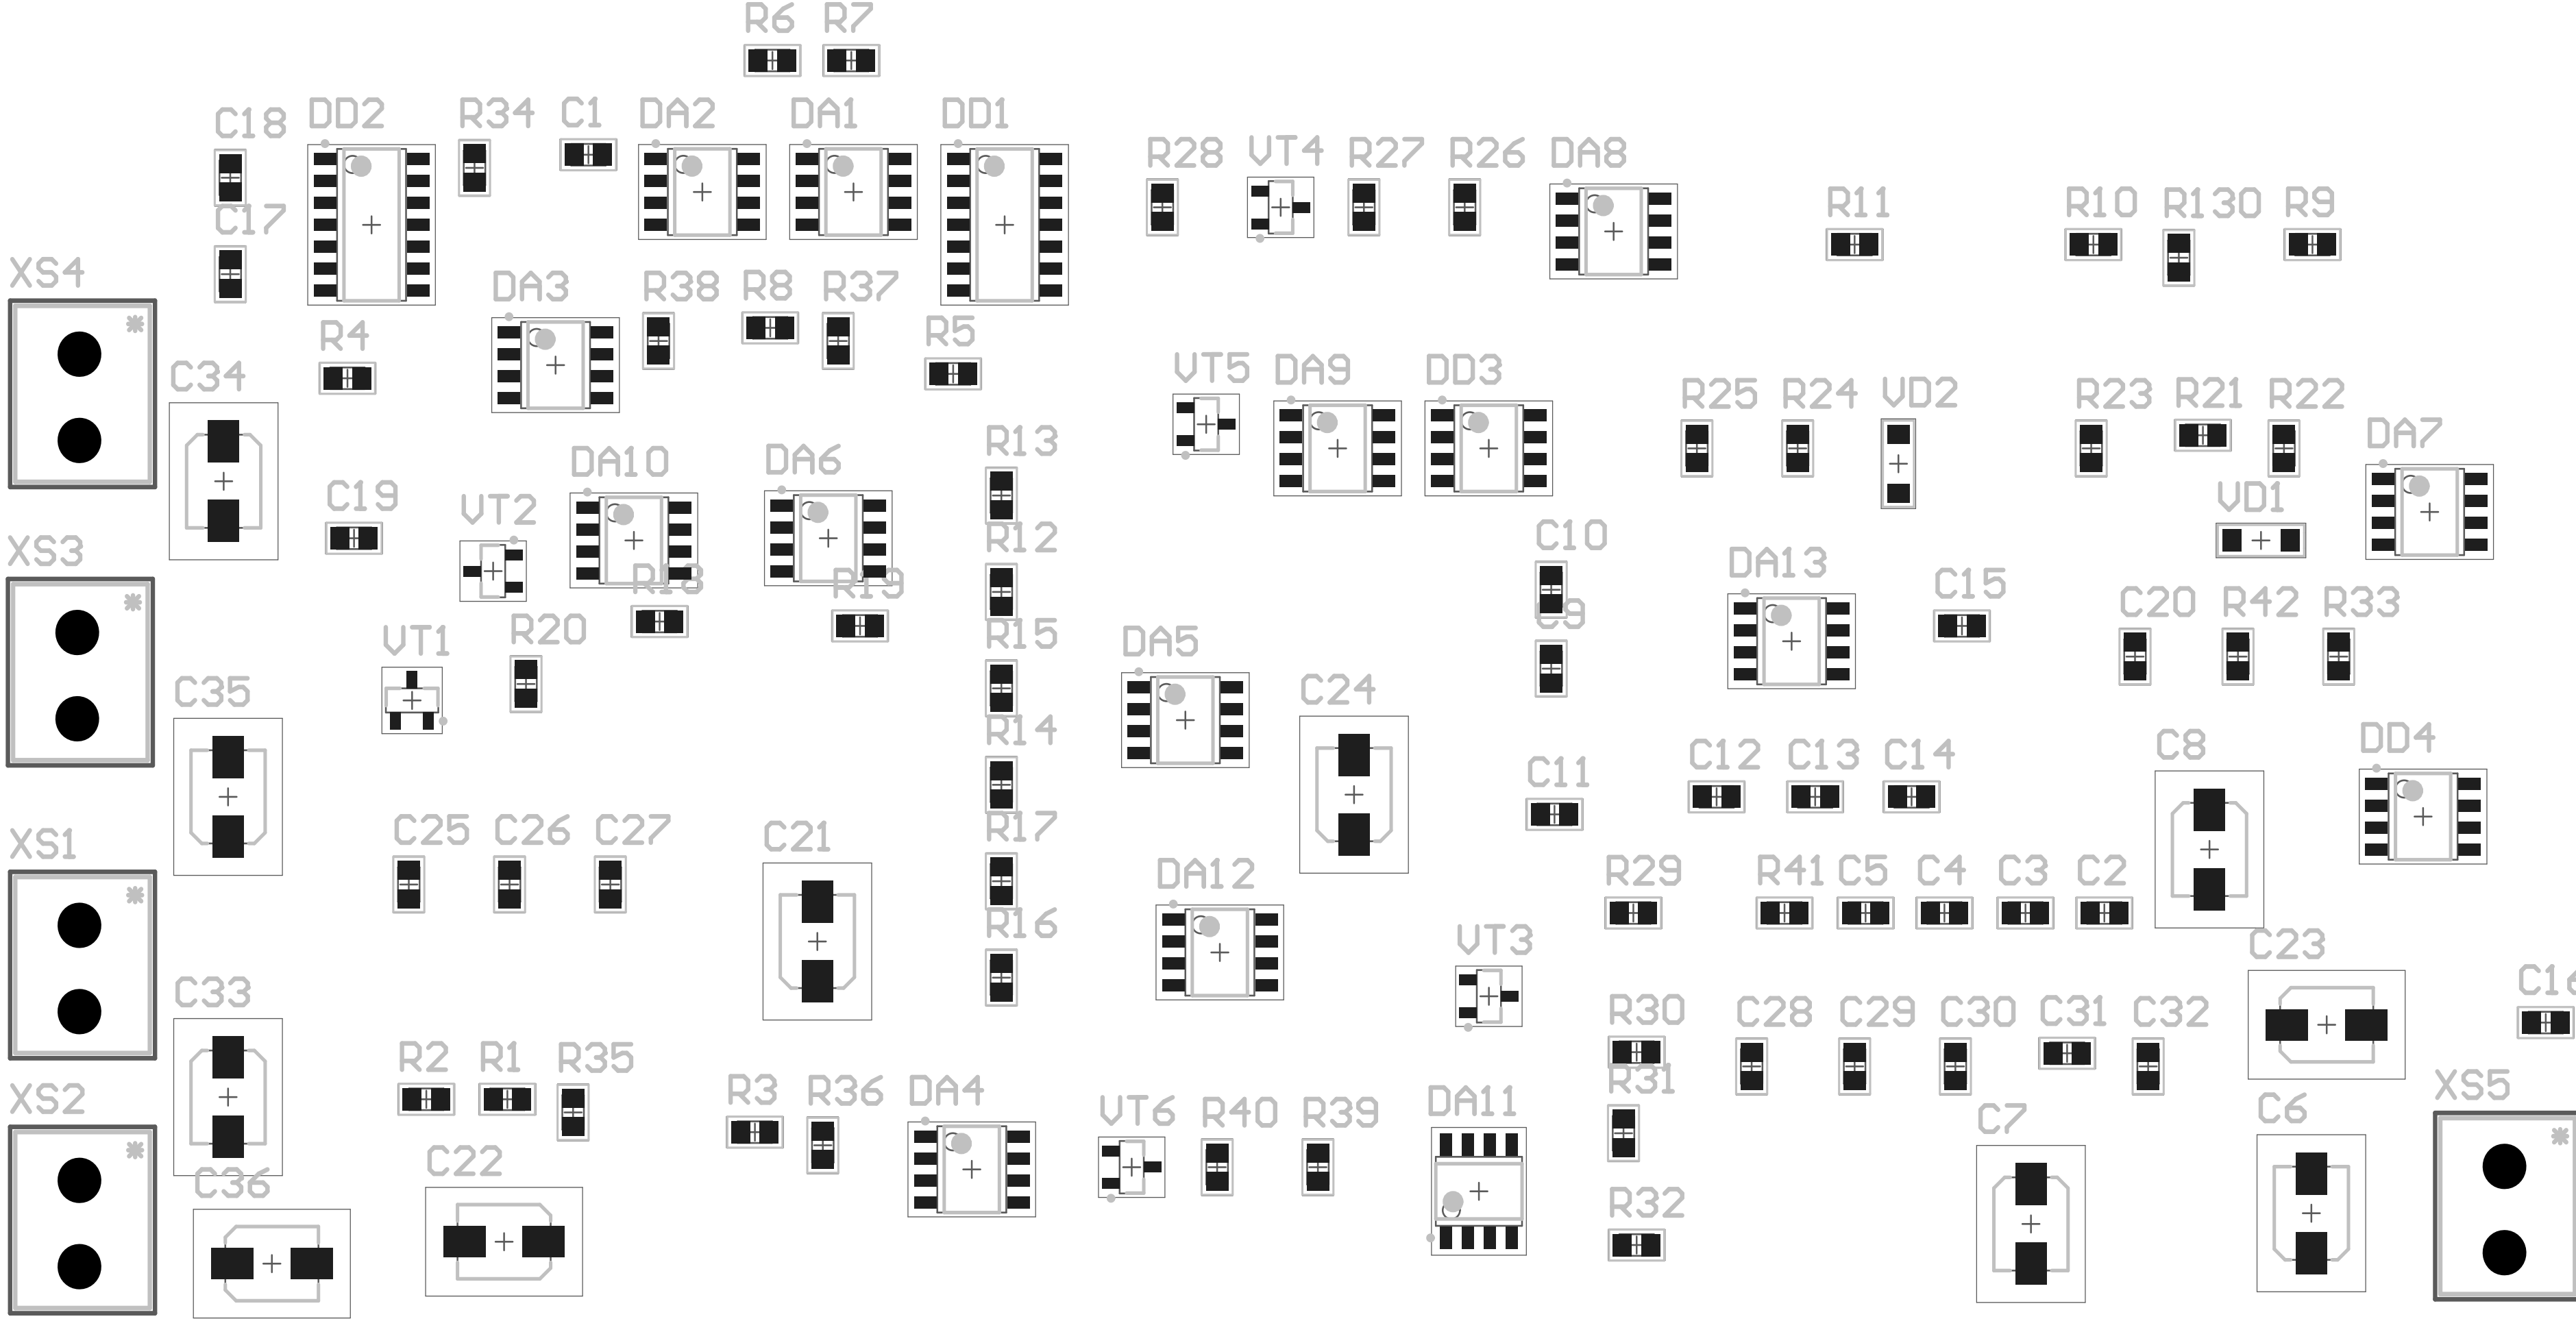 R6 R7
C18 DD2 R34 C1 DA2 DA1 DD1
R28 VT4 R27 R26 DA8
C17 R11 R10 R130 R9
XS4 DA3 R38 R8 R37
R4 R5
C34 VT5 DA9 DD3 R25 R24 VD2 R23 R21 R22
R13 DA7
DA10 DA6
C19 VT2 VD1
XS3 R12 C10 DA13
R18 R19 C15 C20 R42 R33
VT1 R20 R15 DA5 C9
C35 C24
R14 C12 C13 C14 C8 DD4
C11
XS1 C25 C26 C27 C21 R17
DA12 R29 R41 C5 C4 C3 C2
R16 VT3 C23
C33 R30 C28 C29 C30 C31 C32
R2 R1 R35 R31 XS5
XS2 R3 R36 DA4 VT6 R40 R39 DA11 C7 C6
C36 C22 R32